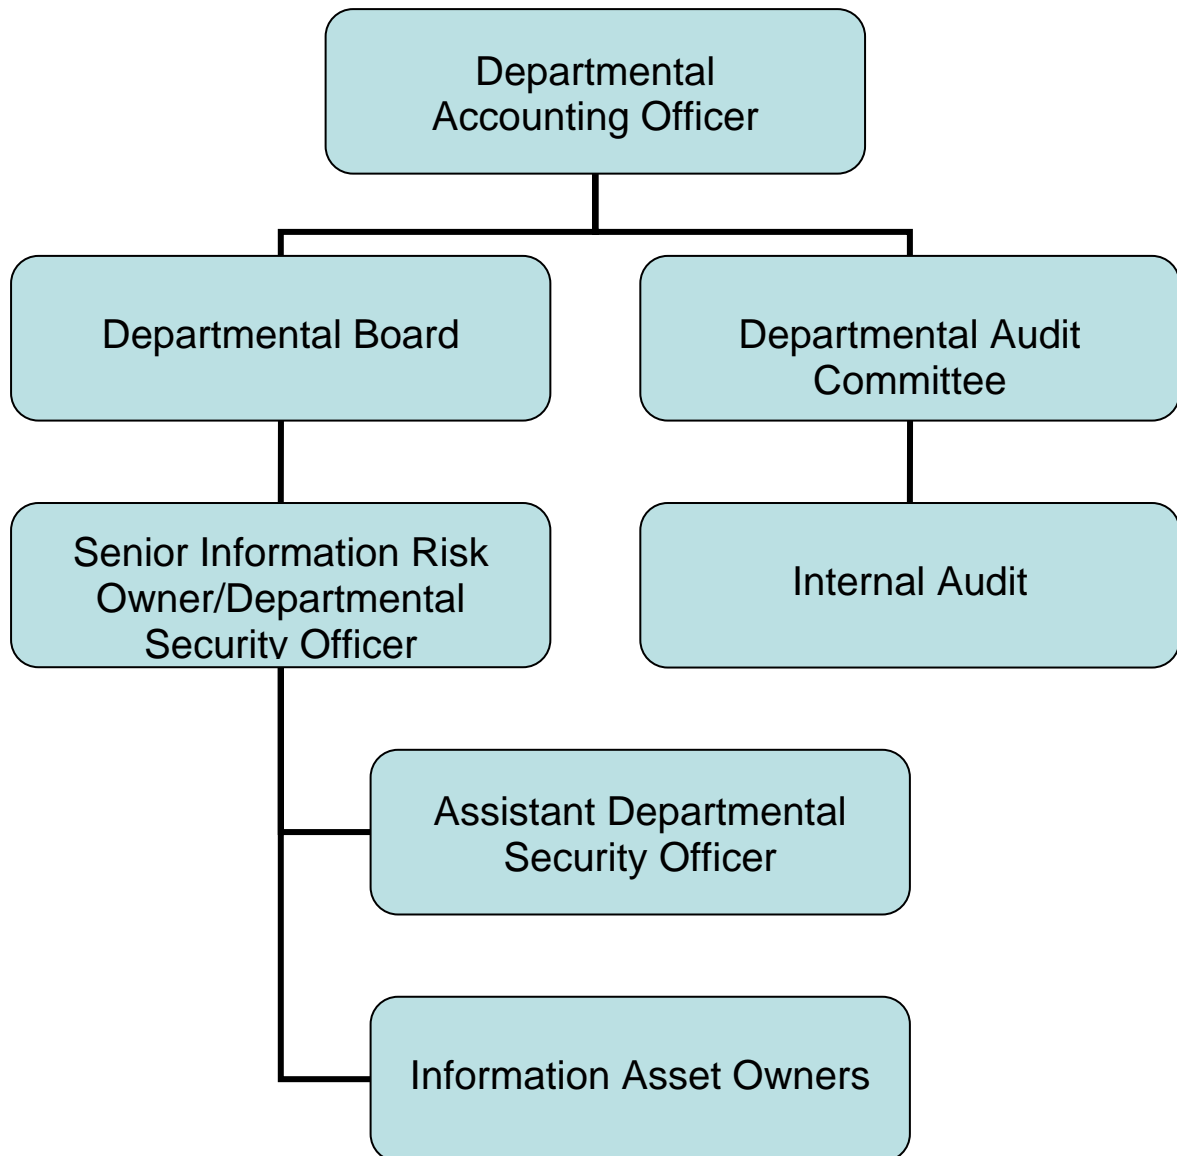 Departmental
Accounting Officer
Departmental Board
Departmental Audit
Committee
Senior Information Risk
Owner/Departmental
Security Officer
Internal Audit
Assistant Departmental
Security Officer
Information Asset Owners